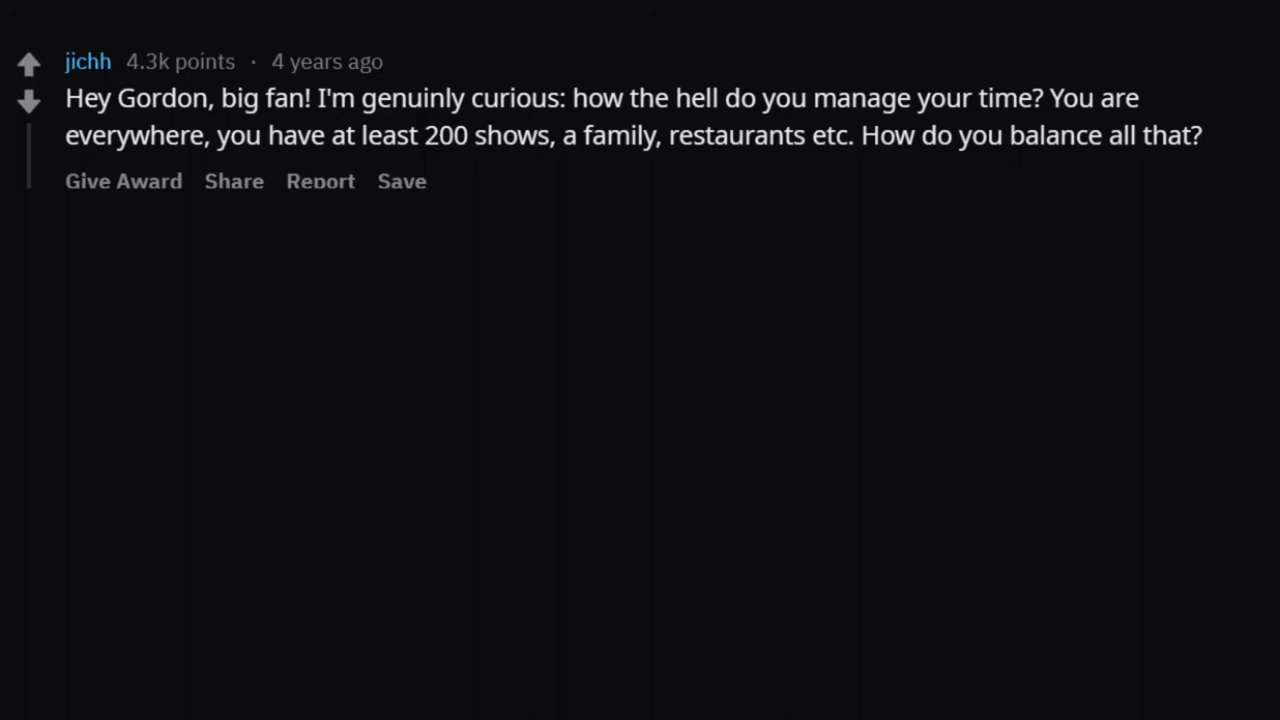 jichh 4.3k points · 4 years ago
Hey Gordon, big fan! I'm genuinly curious: how the hell do you manage your time? You are
everywhere, you have at least 200 shows, a family, restaurants etc. How do you balance all that?
Give Award Share Report Save